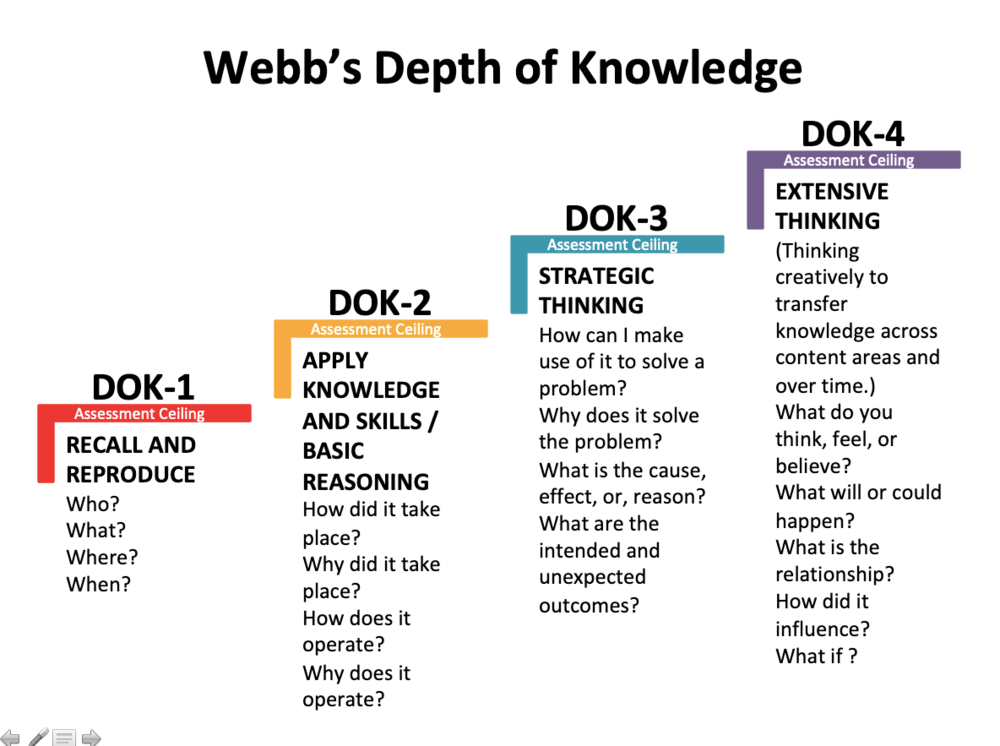 Webb's Depth of Knowledge
DOK-1
Assessment Ceiling
RECALL AND
REPRODUCE
Who?
What?
Where?
When?
DOK-2
Assessment Ceiling
APPLY
KNOWLEDGE
AND SKILLS /
BASIC
REASONING
How did it take
place?
Why did it take
place?
How does it
operate?
Why does it
operate?
DOK-3
Assessment Ceiling
STRATEGIC
THINKING
How can I make
use of it to solve a
problem?
Why does it solve
the problem?
What is the cause,
effect, or, reason?
What are the
intended and
unexpected
outcomes?
DOK-4
Assessment Ceiling
EXTENSIVE
THINKING
(Thinking
creatively to
transfer
knowledge across
content areas and
over time.)
What do you
think, feel, or
believe?
What will or could
happen?
What is the
relationship?
How did it
influence?
What if ?